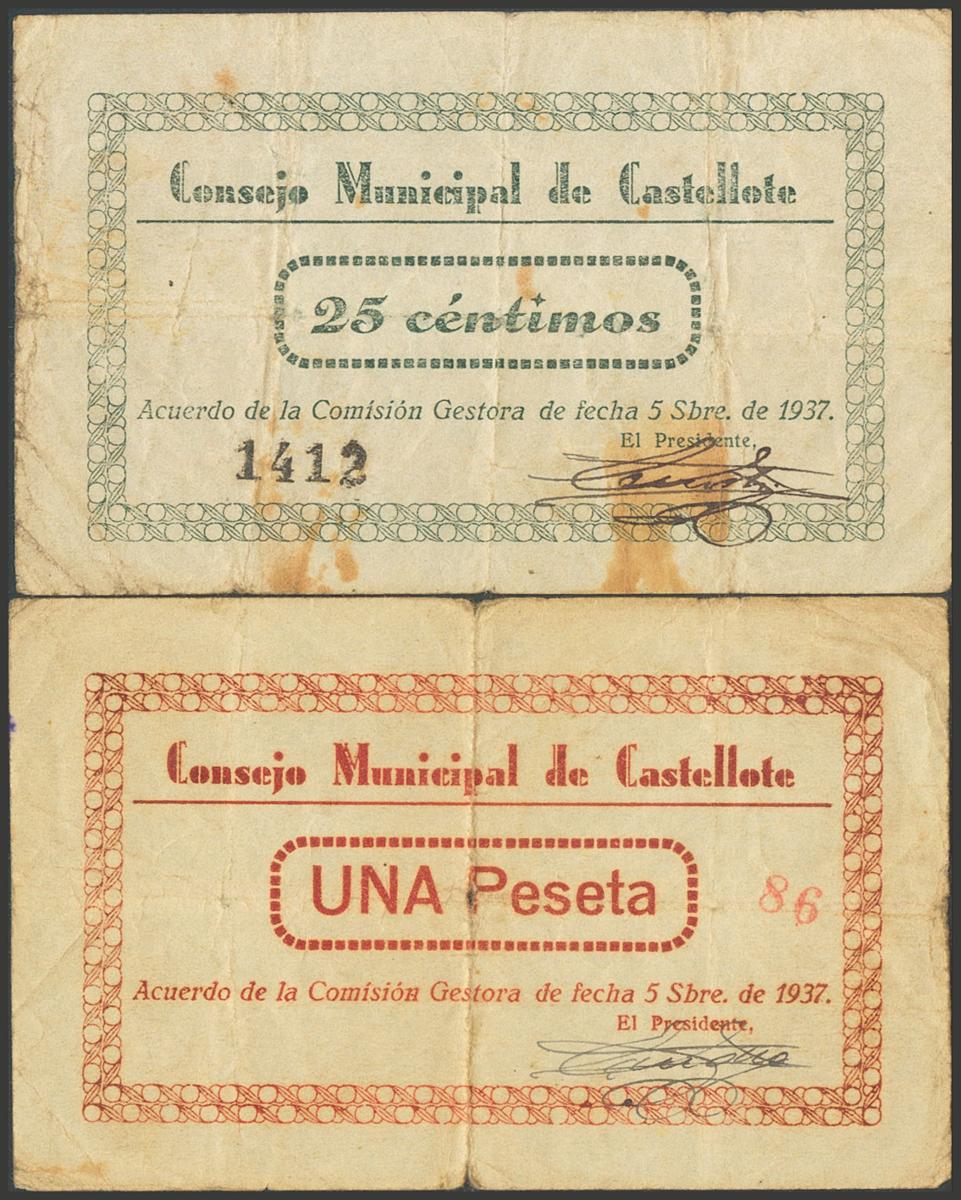 Consejo Municipal de Castellote
25 céntimos
Acuerdo de la Comisión Gestora de fecha 5 Sbre. de 1937.
El Presidente,
1412
Consejo Municipal de Castellote
UNA Peseta
86
Acuerdo de la Comisión Gestora de fecha 5 Sbre. de 1937.
El Presidente,